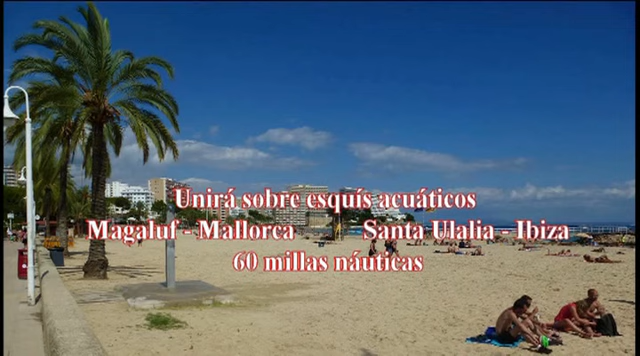 Unirá sobre esquís acuáticos
Magaluf - Mallorca Santa Ulalia - Ibiza
60 millas náuticas